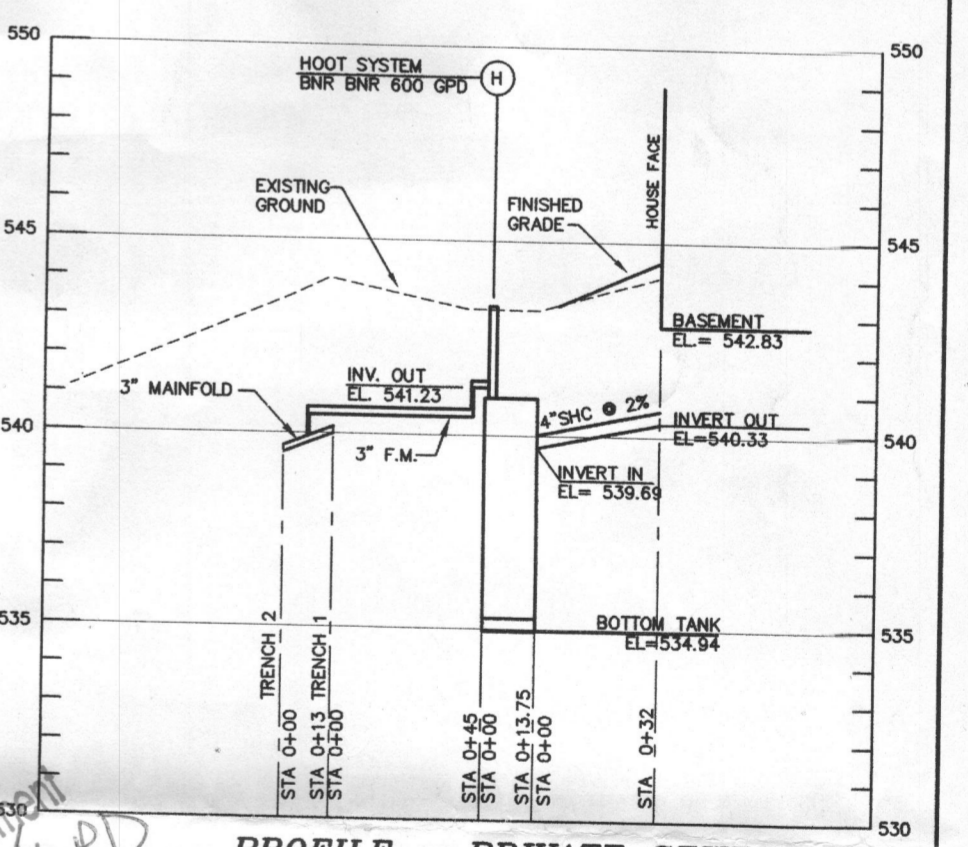 550
550
HOOT SYSTEM
BNR BNR 600 GPD
H
EXISTING
GROUND
FINISHED
GRADE
HOUSE FACE
545
545
BASEMENT
EL.= 542.83
3" MAINFOLD
INV. OUT
EL. 541.23
4"SHC @ 2%
INVERT OUT
EL=540.33
540
540
3" F.M.
INVERT IN
EL= 539.69
535
535
BOTTOM TANK
EL=534.94
TRENCH 2
STA 0+00
STA 0+13 TRENCH 1
STA 0+00
STA 0+45
STA 0+00
STA 0+13.75
STA 0+00
STA 0+32
530
530
PROFILE